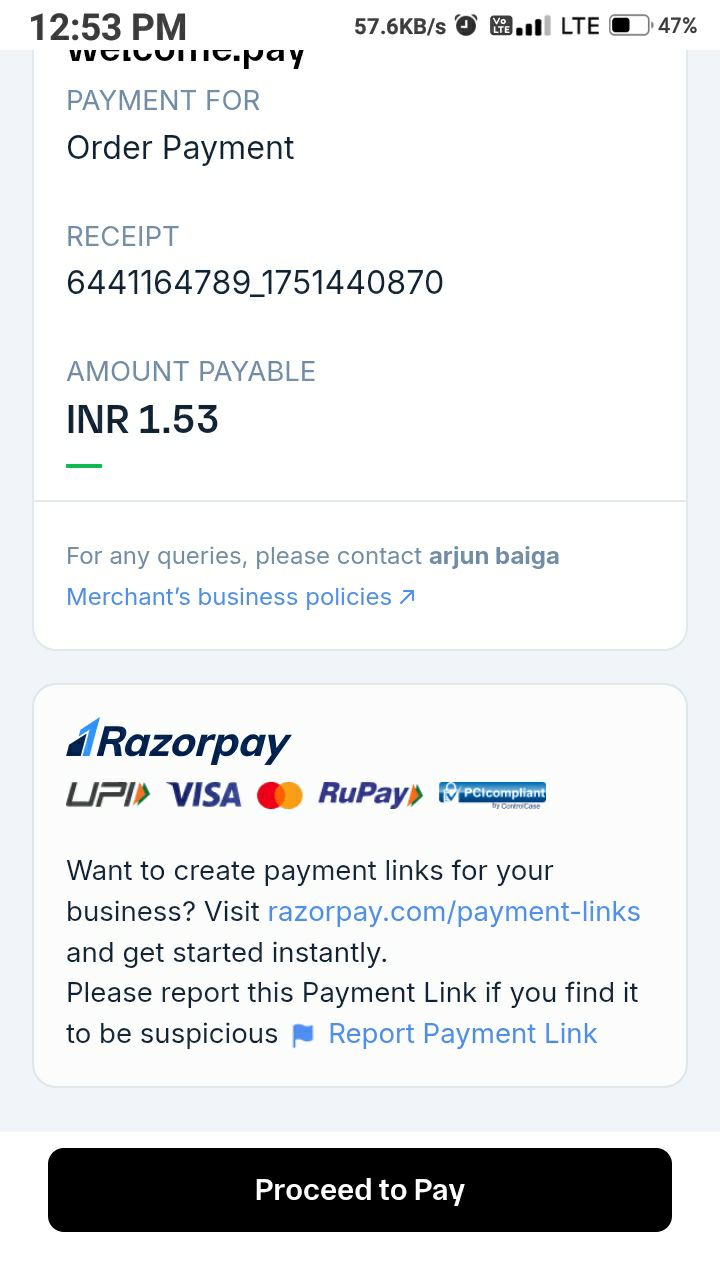 12:53 PM 57.6KB/s Vo LTE LTE 47%
welcome.pay
PAYMENT FOR
Order Payment
RECEIPT
6441164789_1751440870
AMOUNT PAYABLE
INR 1.53
For any queries, please contact arjun baiga
Merchant’s business policies ↗
Razorpay
UPI VISA RuPay PCIcompliant
by ControlCase
Want to create payment links for your
business? Visit razorpay.com/payment-links
and get started instantly.
Please report this Payment Link if you find it
to be suspicious Report Payment Link
Proceed to Pay